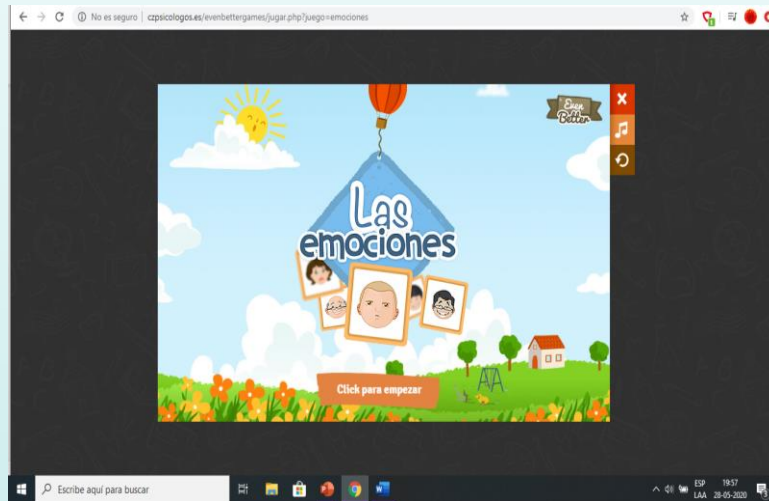 No es seguro | czpsicologos.es/evenbettergames/jugar.php?juego=emociones
Even
Better
Las
emociones
Click para empezar
Escribe aquí para buscar
ESP 19:57
LAA 28-05-2020